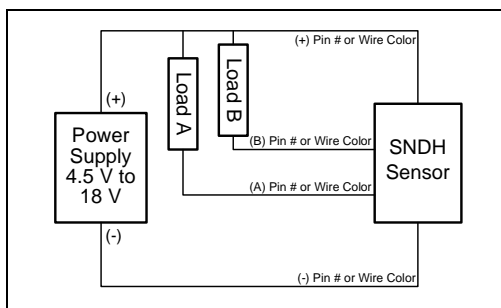 (+) Pin # or Wire Color
Load A
Load B
(+)
Power
Supply
4.5 V to
18 V
(-)
(B) Pin # or Wire Color
(A) Pin # or Wire Color
SNDH
Sensor
(-) Pin # or Wire Color